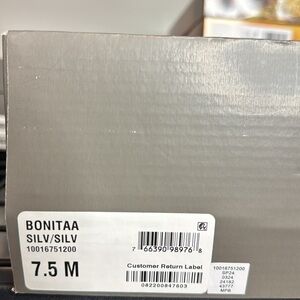 BONITAA
SILV/SILV
10016751200
7.5 M
7 66390 98976 8
Customer Return Label
082200847603
10016751200
SP24
0324
24182
43777
MPB